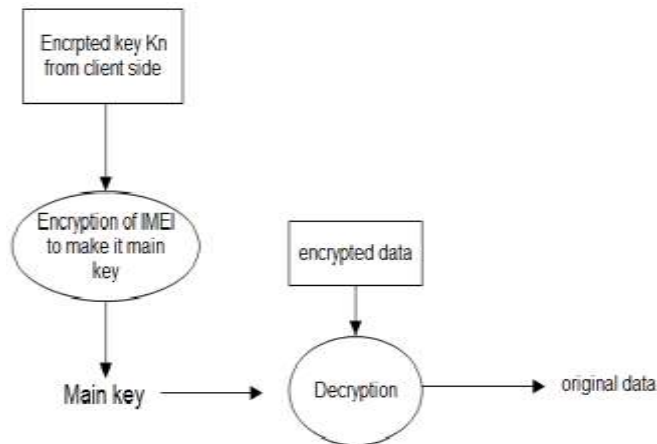 Encrpted key Kn
from client side
Encryption of IMEI
to make it main
key
encrypted data
Main key
Decryption
original data